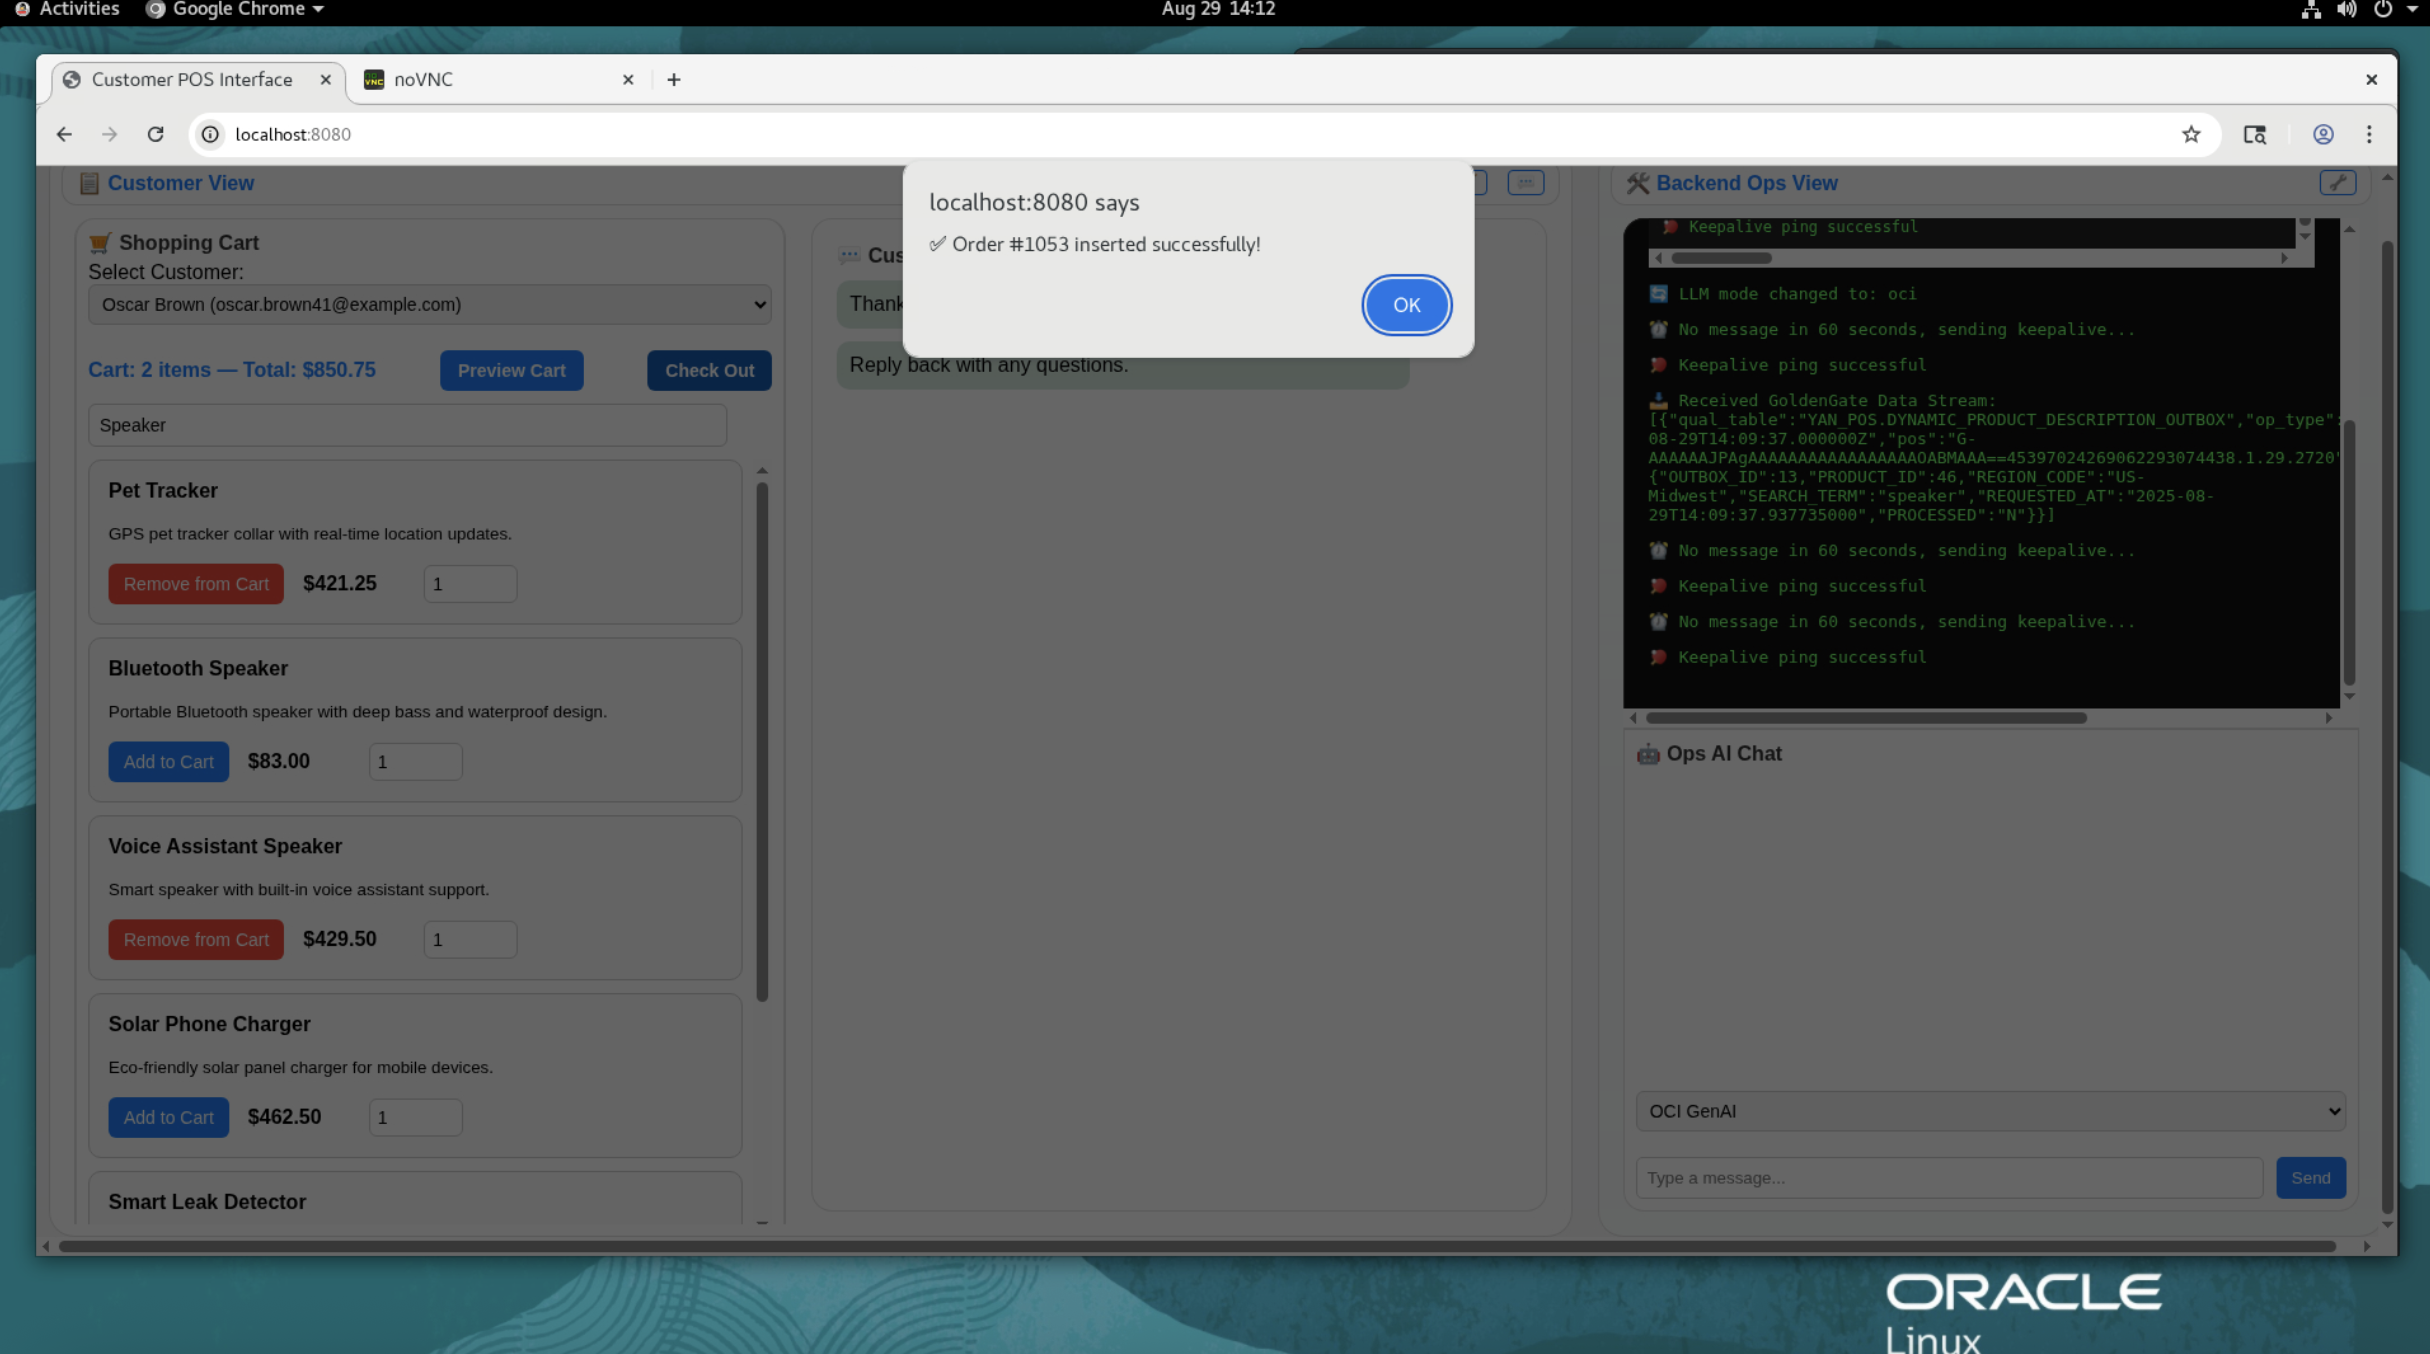 Activities
Google Chrome
Aug 29 14:12
Customer POS Interface
noVNC
localhost:8080
Customer View
Shopping Cart
Select Customer:
Oscar Brown (oscar.brown41@example.com)
Cart: 2 items — Total: $850.75
Preview Cart
Check Out
Speaker
Pet Tracker
GPS pet tracker collar with real-time location updates.
Remove from Cart
$421.25
1
Bluetooth Speaker
Portable Bluetooth speaker with deep bass and waterproof design.
Add to Cart
$83.00
1
Voice Assistant Speaker
Smart speaker with built-in voice assistant support.
Remove from Cart
$429.50
1
Solar Phone Charger
Eco-friendly solar panel charger for mobile devices.
Add to Cart
$462.50
1
Smart Leak Detector
localhost:8080 says
✅ Order #1053 inserted successfully!
OK
Cus
Thank
Reply back with any questions.
Backend Ops View
Keepalive ping successful
LLM mode changed to: oci
No message in 60 seconds, sending keepalive...
Keepalive ping successful
Received GoldenGate Data Stream:
[{"qual_table":"YAN_POS.DYNAMIC_PRODUCT_DESCRIPTION_OUTBOX","op_type":
08-29T14:09:37.000000Z","pos":"G-
AAAAAAJPAgAAAAAAAAAAAAAAAAAOABMAAA==453970242690622930​74438.1.29.2720"
{"OUTBOX_ID":13,"PRODUCT_ID":46,"REGION_CODE":"US-
Midwest","SEARCH_TERM":"speaker","REQUESTED_AT":"2025-08-
29T14:09:37.937735000","PROCESSED":"N"}}]
No message in 60 seconds, sending keepalive...
Keepalive ping successful
No message in 60 seconds, sending keepalive...
Keepalive ping successful
Ops AI Chat
OCI GenAI
Type a message...
Send
ORACLE
Linux